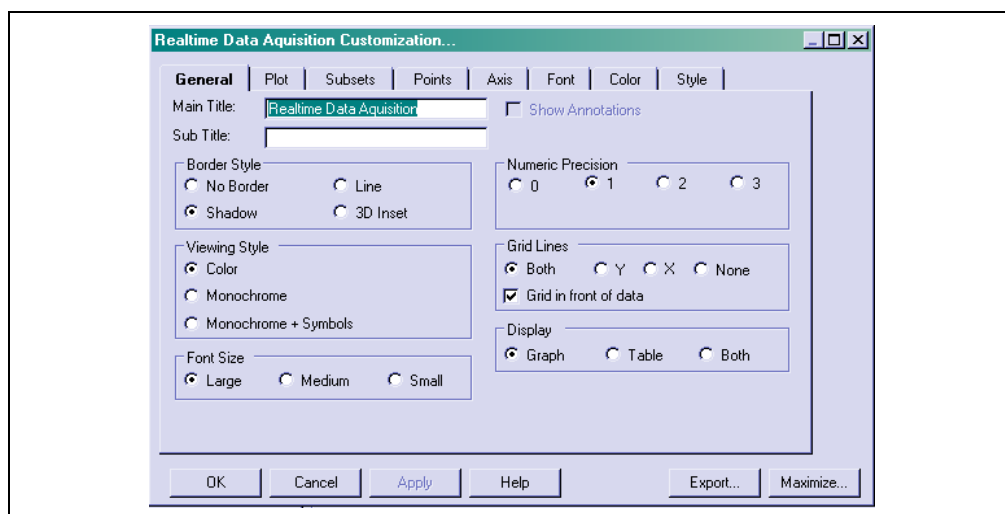 Realtime Data Aquisition Customization...
General Plot Subsets Points Axis Font Color Style
Main Title: Realtime Data Aquisition Show Annotations
Sub Title:
Border Style
No Border Line
Shadow 3D Inset
Numeric Precision
0 1 2 3
Viewing Style
Color
Monochrome
Monochrome + Symbols
Grid Lines
Both Y X None
Grid in front of data
Font Size
Large Medium Small
Display
Graph Table Both
OK Cancel Apply Help Export... Maximize...